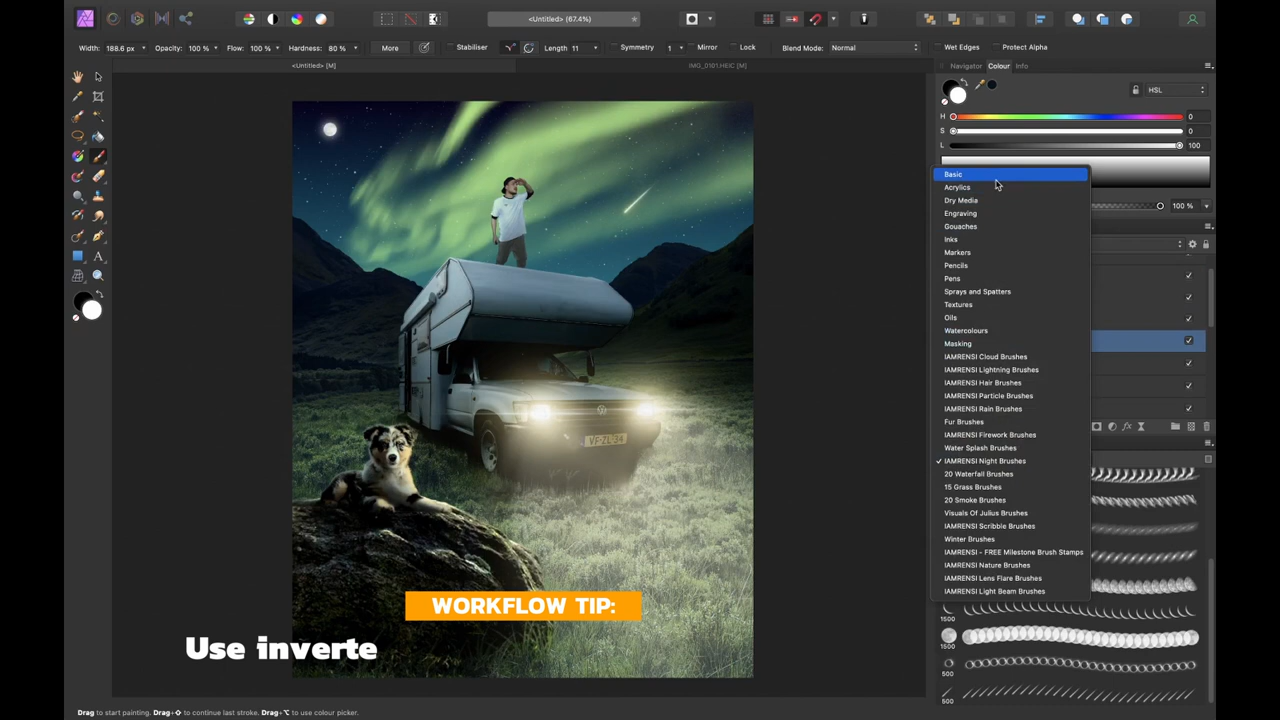 <Untitled> (67.4%)
Width: 188.6 px Opacity: 100 % Flow: 100 % Hardness: 80 % More Stabiliser Length 11 Symmetry 1 Mirror Lock Blend Mode: Normal Wet Edges Protect Alpha
<Untitled> [M] IMG_0101.HEIC [M]
Navigator Colour Info
HSL
H 0
S 0
L 100
100 %
Basic
Acrylics
Dry Media
Engraving
Gouaches
Inks
Markers
Pencils
Pens
Sprays and Spatters
Textures
Oils
Watercolours
Masking
IAMRENSI Cloud Brushes
IAMRENSI Lightning Brushes
IAMRENSI Hair Brushes
IAMRENSI Particle Brushes
IAMRENSI Rain Brushes
Fur Brushes
IAMRENSI Firework Brushes
Water Splash Brushes
IAMRENSI Night Brushes
20 Waterfall Brushes
15 Grass Brushes
20 Smoke Brushes
Visuals Of Julius Brushes
IAMRENSI Scribble Brushes
Winter Brushes
IAMRENSI - FREE Milestone Brush Stamps
IAMRENSI Nature Brushes
IAMRENSI Lens Flare Brushes
IAMRENSI Light Beam Brushes
1500
1500
500
500
VF-ZL-34
WORKFLOW TIP:
Use inverte
Drag to start painting. Drag+⇧ to continue last stroke. Drag+⌥ to use colour picker.